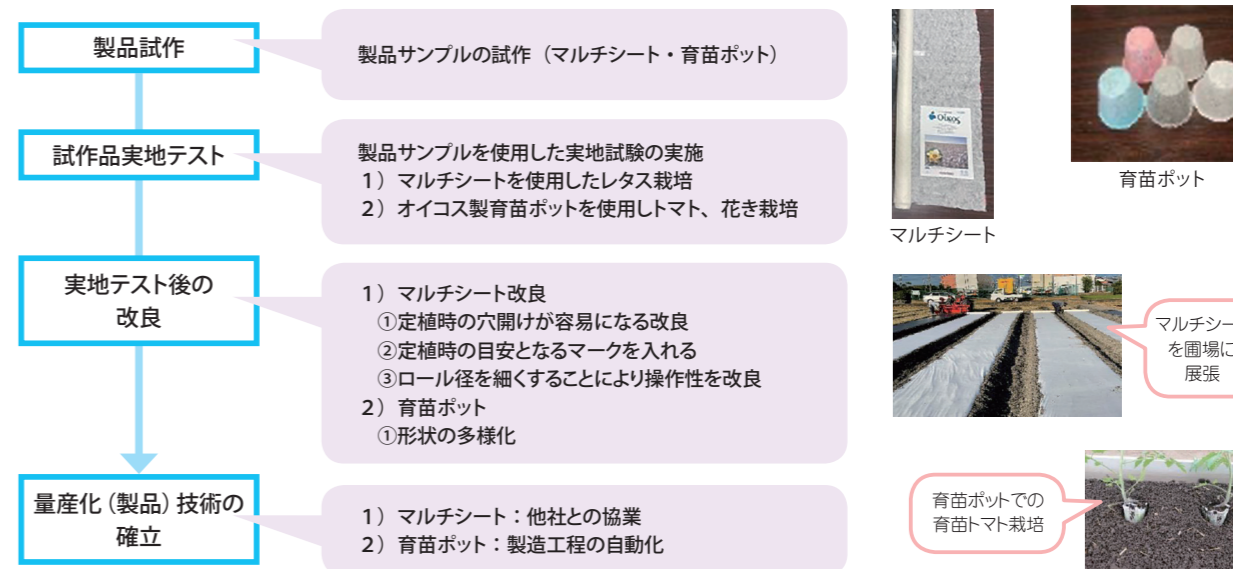 製品試作
製品サンプルの試作（マルチシート・育苗ポット）
試作品実地テスト
製品サンプルを使用した実地試験の実施
1）マルチシートを使用したレタス栽培
2）オイコス製育苗ポットを使用しトマト、花き栽培
実地テスト後の
改良
1）マルチシート改良
①定植時の穴開けが容易になる改良
②定植時の目安となるマークを入れる
③ロール径を細くすることにより操作性を改良
2）育苗ポット
①形状の多様化
量産化（製品）技術の
確立
1）マルチシート：他社との協業
2）育苗ポット：製造工程の自動化
OIKOS
マルチシート
育苗ポット
マルチシー
を圃場に
展張
育苗ポットでの
育苗トマト栽培